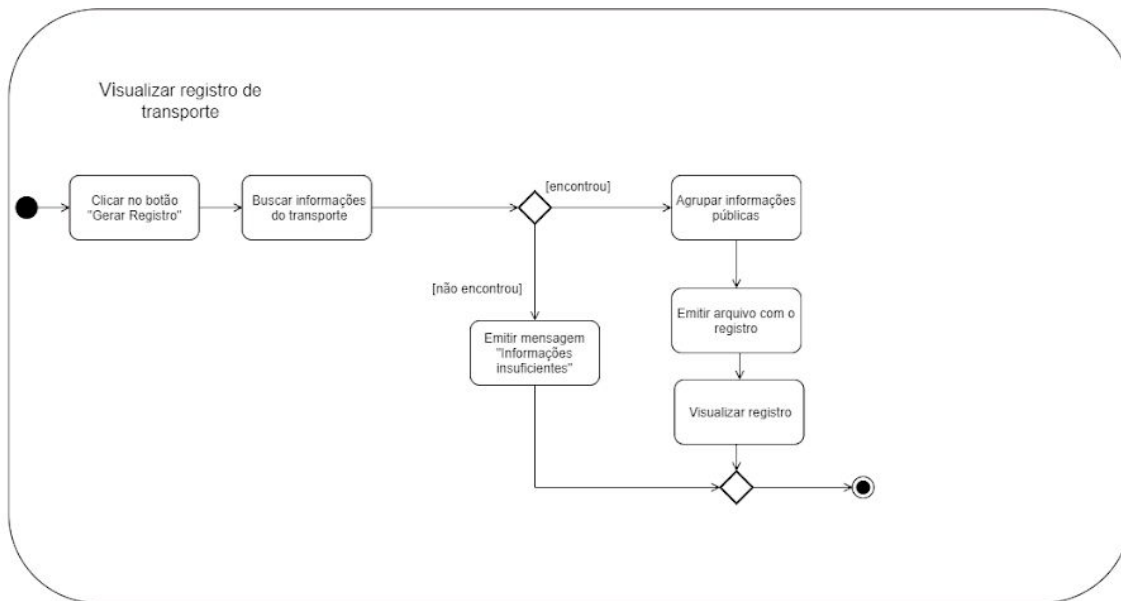 Visualizar registro de
transporte
Clicar no botão
"Gerar Registro"
Buscar informações
do transporte
[encontrou]
Agrupar informações
públicas
[não encontrou]
Emitir mensagem
"Informações
insuficientes"
Emitir arquivo com o
registro
Visualizar registro